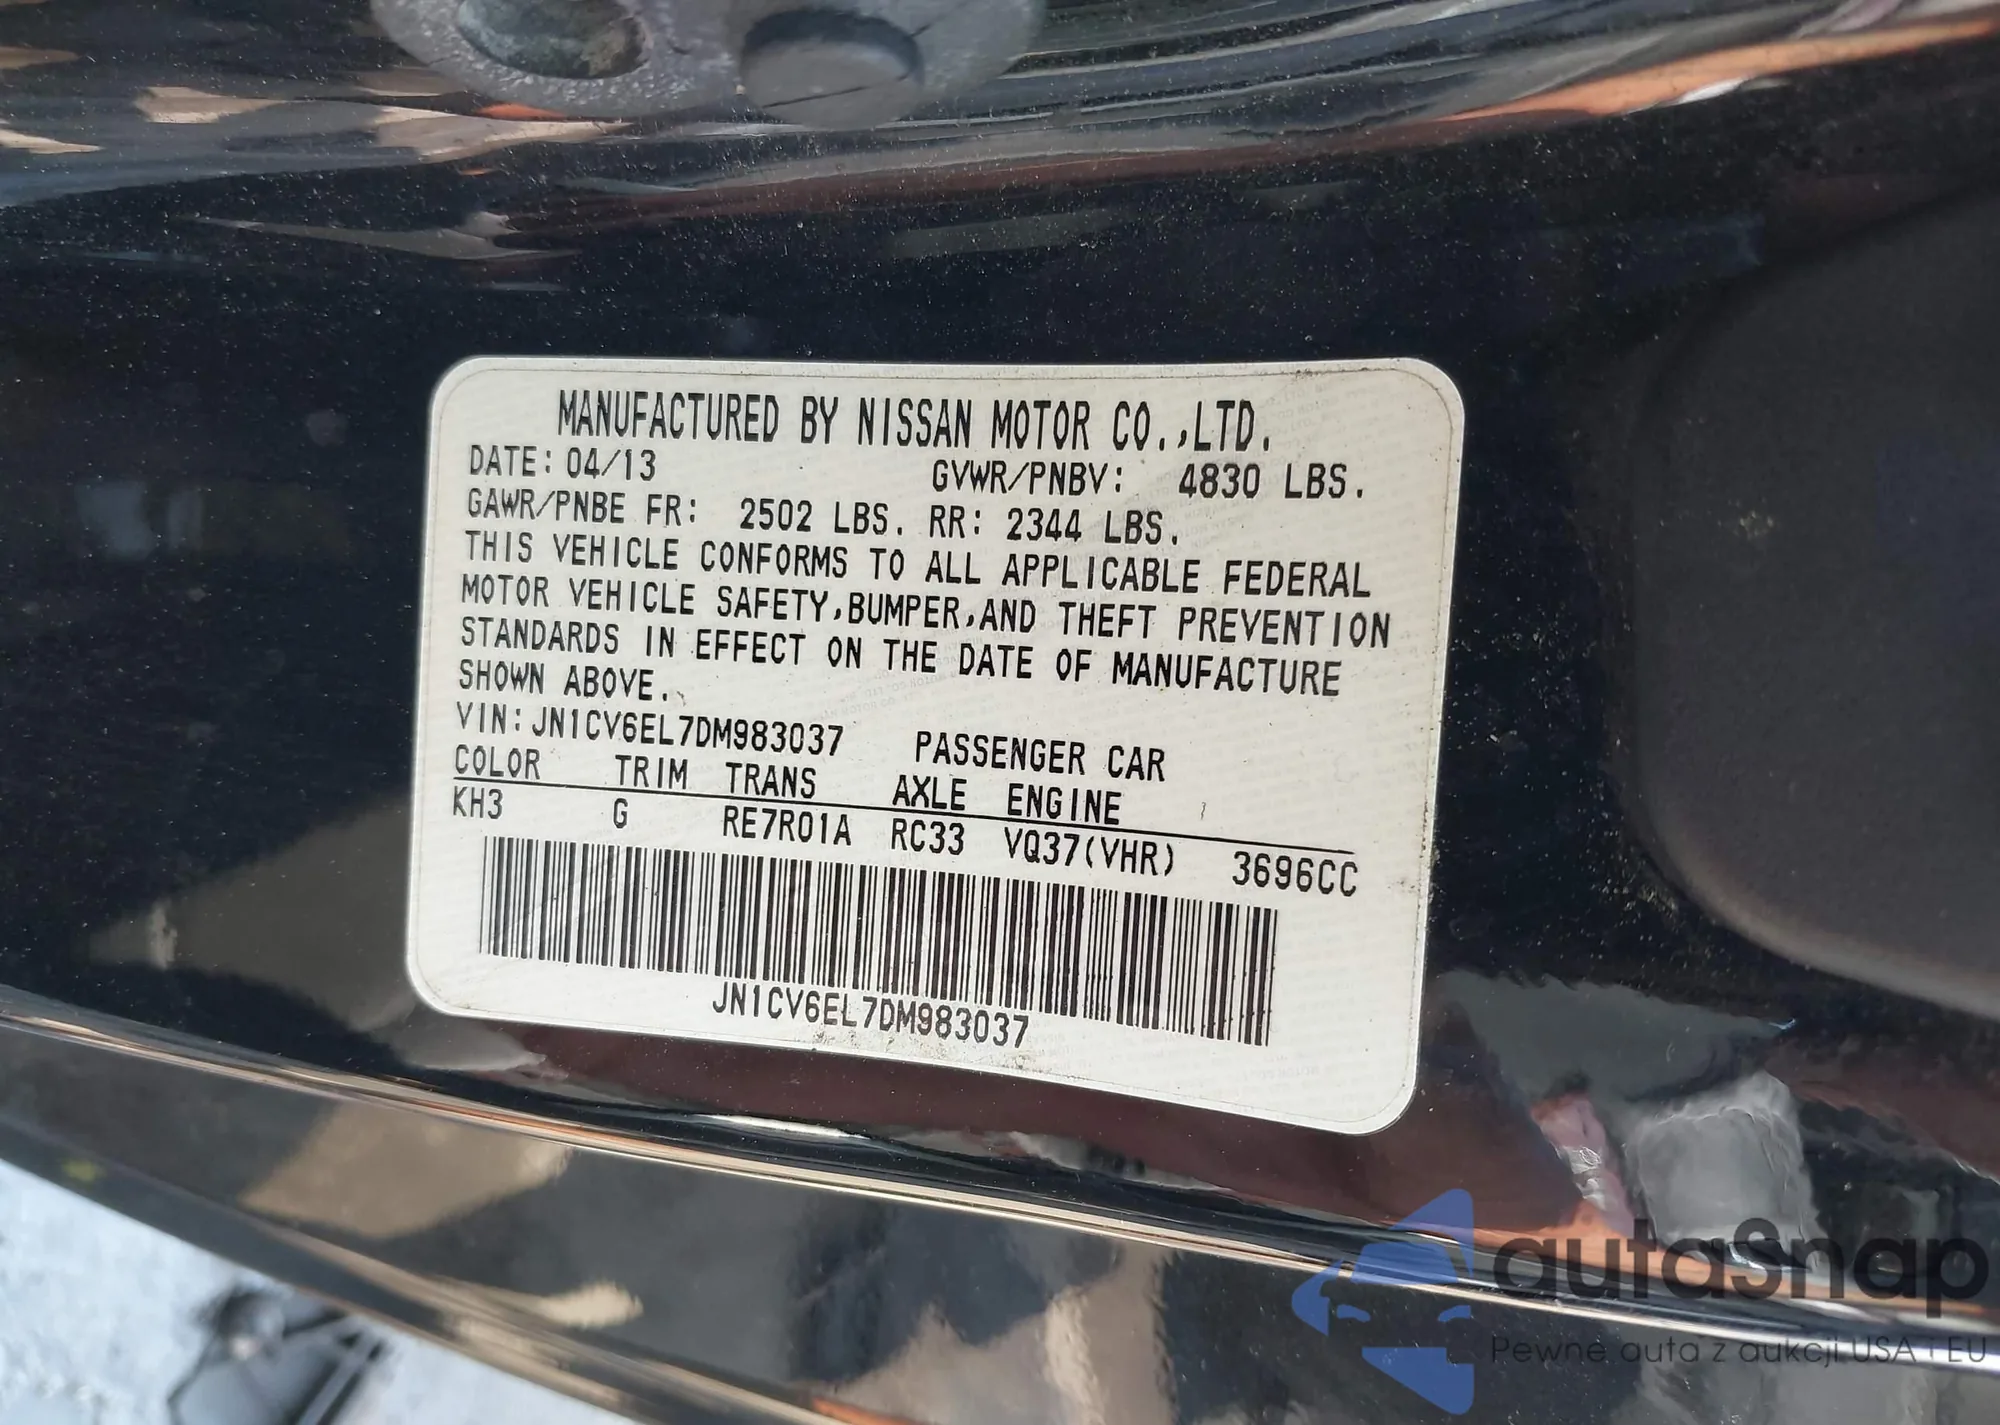 MANUFACTURED BY NISSAN MOTOR CO.,LTD.
DATE: 04/13 GVWR/PNBV: 4830 LBS.
GAWR/PNBE FR: 2502 LBS. RR: 2344 LBS.
THIS VEHICLE CONFORMS TO ALL APPLICABLE FEDERAL
MOTOR VEHICLE SAFETY,BUMPER,AND THEFT PREVENTION
STANDARDS IN EFFECT ON THE DATE OF MANUFACTURE
SHOWN ABOVE.
VIN: JN1CV6EL7DM983037 PASSENGER CAR
COLOR TRIM TRANS AXLE ENGINE
KH3 G RE7R01A RC33 VQ37(VHR) 3696CC
JN1CV6EL7DM983037
autaSnap
Pewne auta z aukcji USA i EU